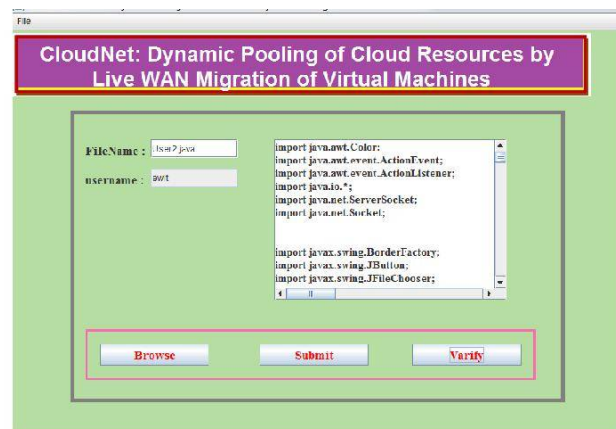 File
CloudNet: Dynamic Pooling of Cloud Resources by
Live WAN Migration of Virtual Machines
FileName : User2.java
username : awt
import java.awt.Color;
import java.awt.event.ActionEvent;
import java.awt.event.ActionListener;
import java.io.*;
import java.net.ServerSocket;
import java.net.Socket;
import javax.swing.BorderFactory;
import javax.swing.JButton;
import javax.swing.JFileChooser;
Browse Submit Varify